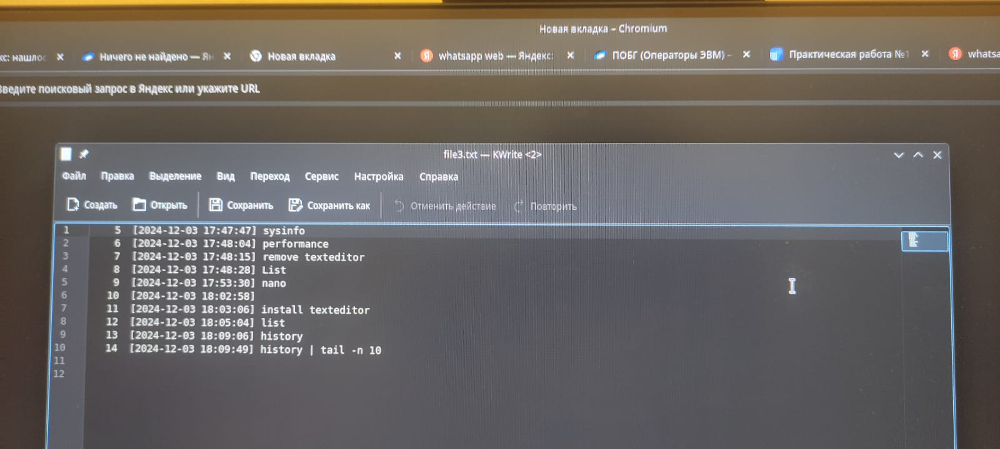 Новая вкладка – Chromium
кс: нашлос Ничего не найдено — Ян Новая вкладка whatsapp web — Яндекс: ПОБГ (Операторы ЭВМ) - Практическая работа №1 whatsa
Введите поисковый запрос в Яндекс или укажите URL
file3.txt — KWrite <2>
Файл Правка Выделение Вид Переход Сервис Настройка Справка
Создать Открыть Сохранить Сохранить как Отменить действие Повторить
1 5 [2024-12-03 17:47:47] sysinfo
2 6 [2024-12-03 17:48:04] performance
3 7 [2024-12-03 17:48:15] remove texteditor
4 8 [2024-12-03 17:48:28] List
5 9 [2024-12-03 17:53:30] nano
6 10 [2024-12-03 18:02:58]
7 11 [2024-12-03 18:03:06] install texteditor
8 12 [2024-12-03 18:05:04] list
9 13 [2024-12-03 18:09:06] history
10 14 [2024-12-03 18:09:49] history | tail -n 10
11
12